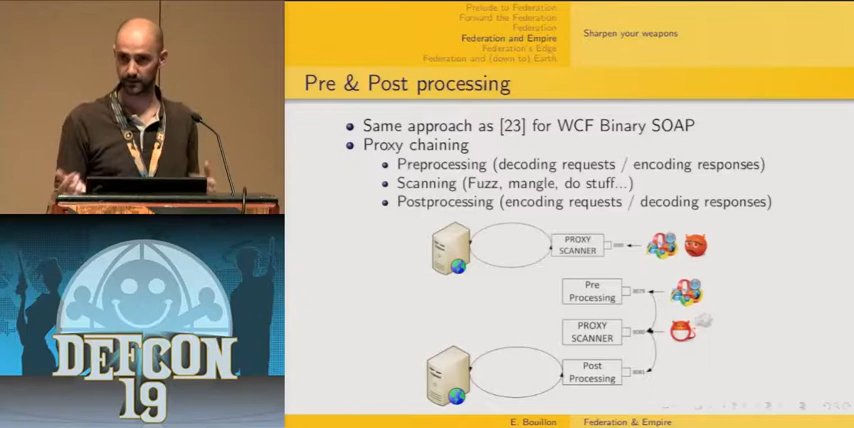 Prelude to Federation
Forward the Federation
Federation
Federation and Empire
Federation's Edge
Federation and (down to) Earth
Sharpen your weapons
Pre & Post processing
Same approach as [23] for WCF Binary SOAP
Proxy chaining
Preprocessing (decoding requests / encoding responses)
Scanning (Fuzz, mangle, do stuff...)
Postprocessing (encoding requests / decoding responses)
PROXY
SCANNER
Pre
Processing
PROXY
SCANNER
Post
Processing
DEFCON
19
E. Bouillon
Federation & Empire